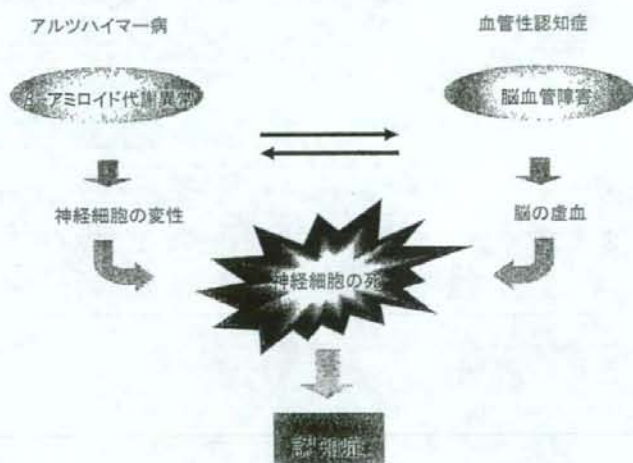 アルツハイマー病
血管性認知症
β-アミロイド代謝異常
脳血管障害
神経細胞の変性
脳の虚血
神経細胞の死
認知症